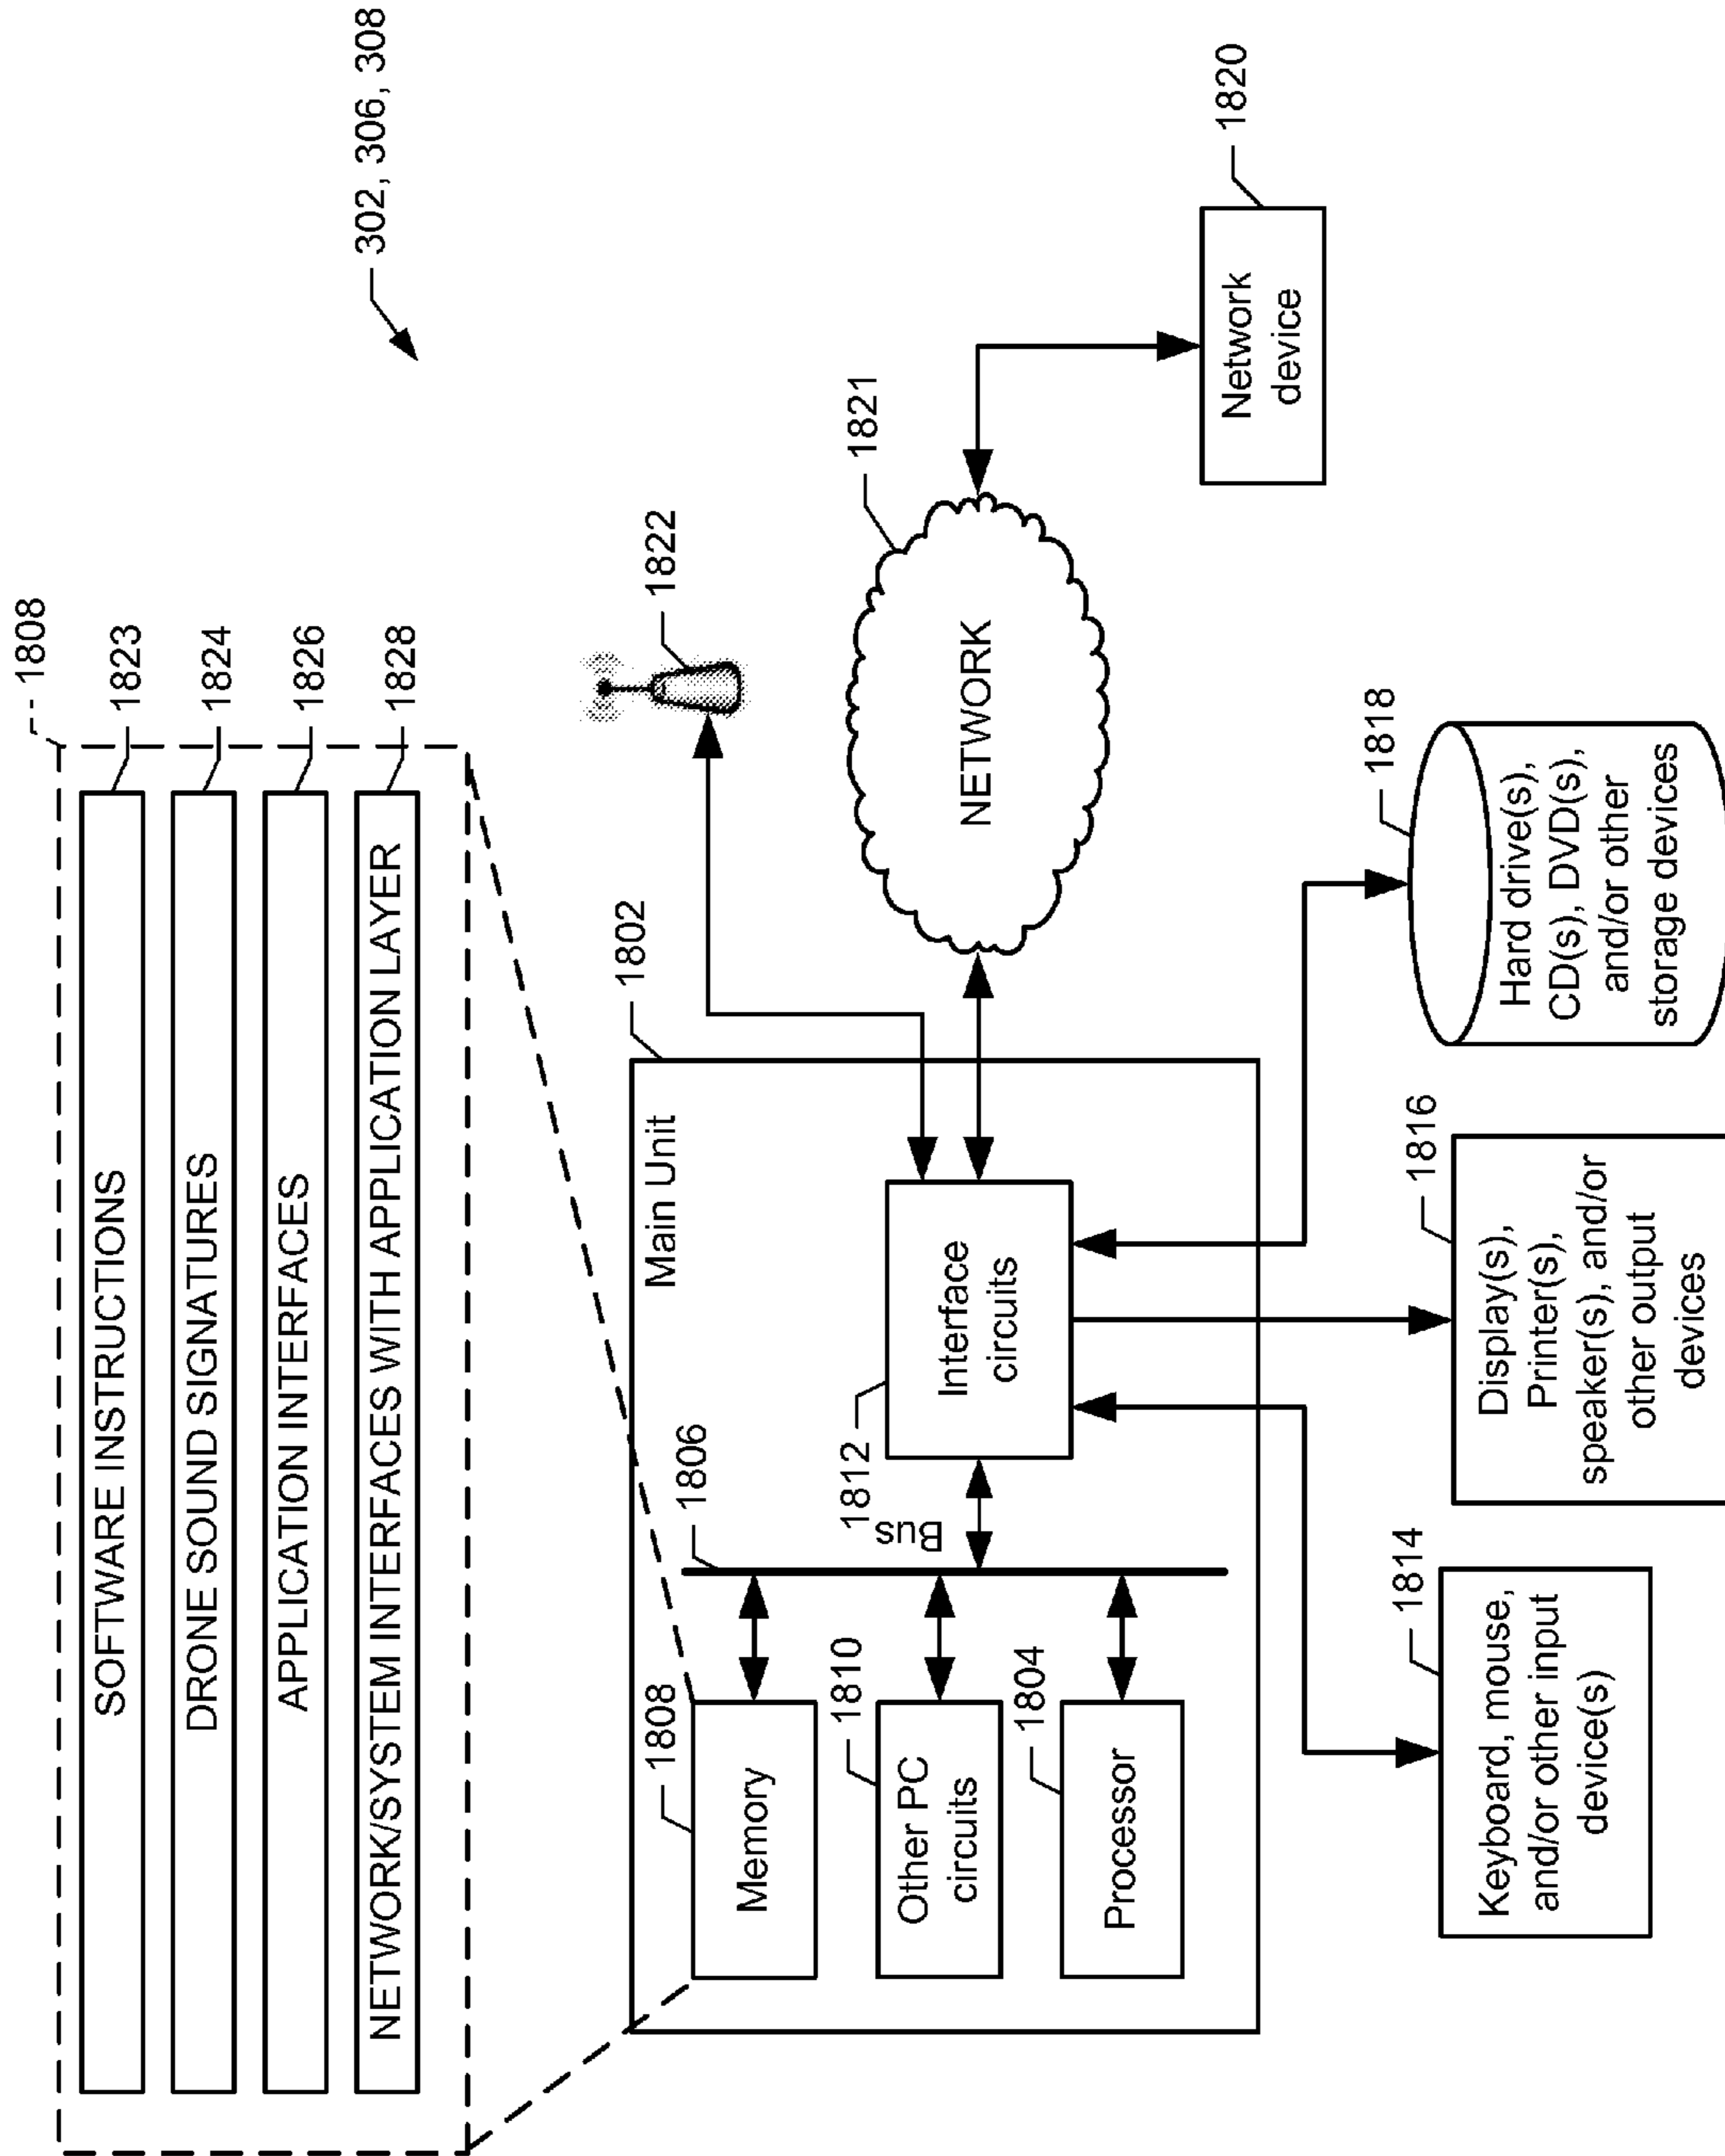 1808
SOFTWARE INSTRUCTIONS
1823
DRONE SOUND SIGNATURES
1824
APPLICATION INTERFACES
1826
NETWORK/SYSTEM INTERFACES WITH APPLICATION LAYER
1828
302, 306, 308
1802
Main Unit
1822
1808
Memory
1806
1810
Other PC
circuits
1812
Bus
Interface
circuits
NETWORK
1821
1804
Processor
1820
Network
device
1814
Keyboard, mouse,
and/or other input
device(s)
1816
Display(s),
Printer(s),
speaker(s), and/or
other output
devices
1818
Hard drive(s),
CD(s), DVD(s),
and/or other
storage devices